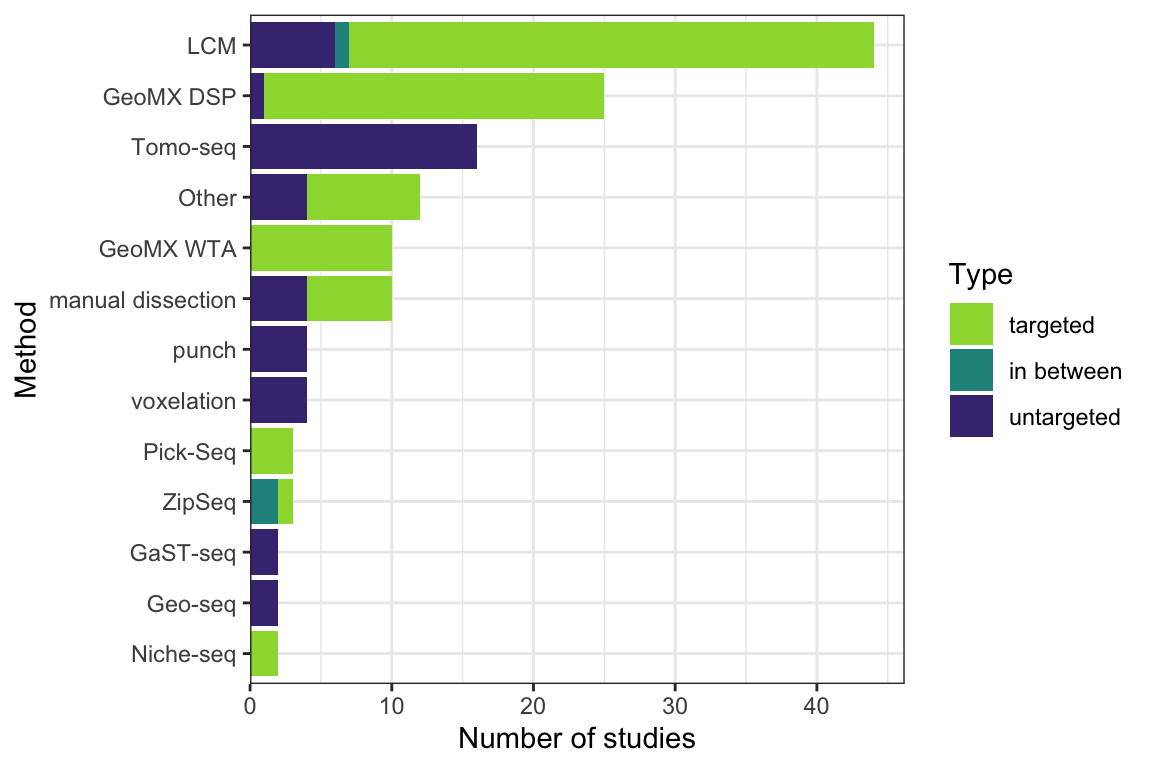 LCM
GeoMX DSP
Tomo-seq
Other
GeoMX WTA
manual dissection
punch
voxelation
Pick-Seq
ZipSeq
GaST-seq
Geo-seq
Niche-seq
Method
0 10 20 30 40
Number of studies
Type
targeted
in between
untargeted